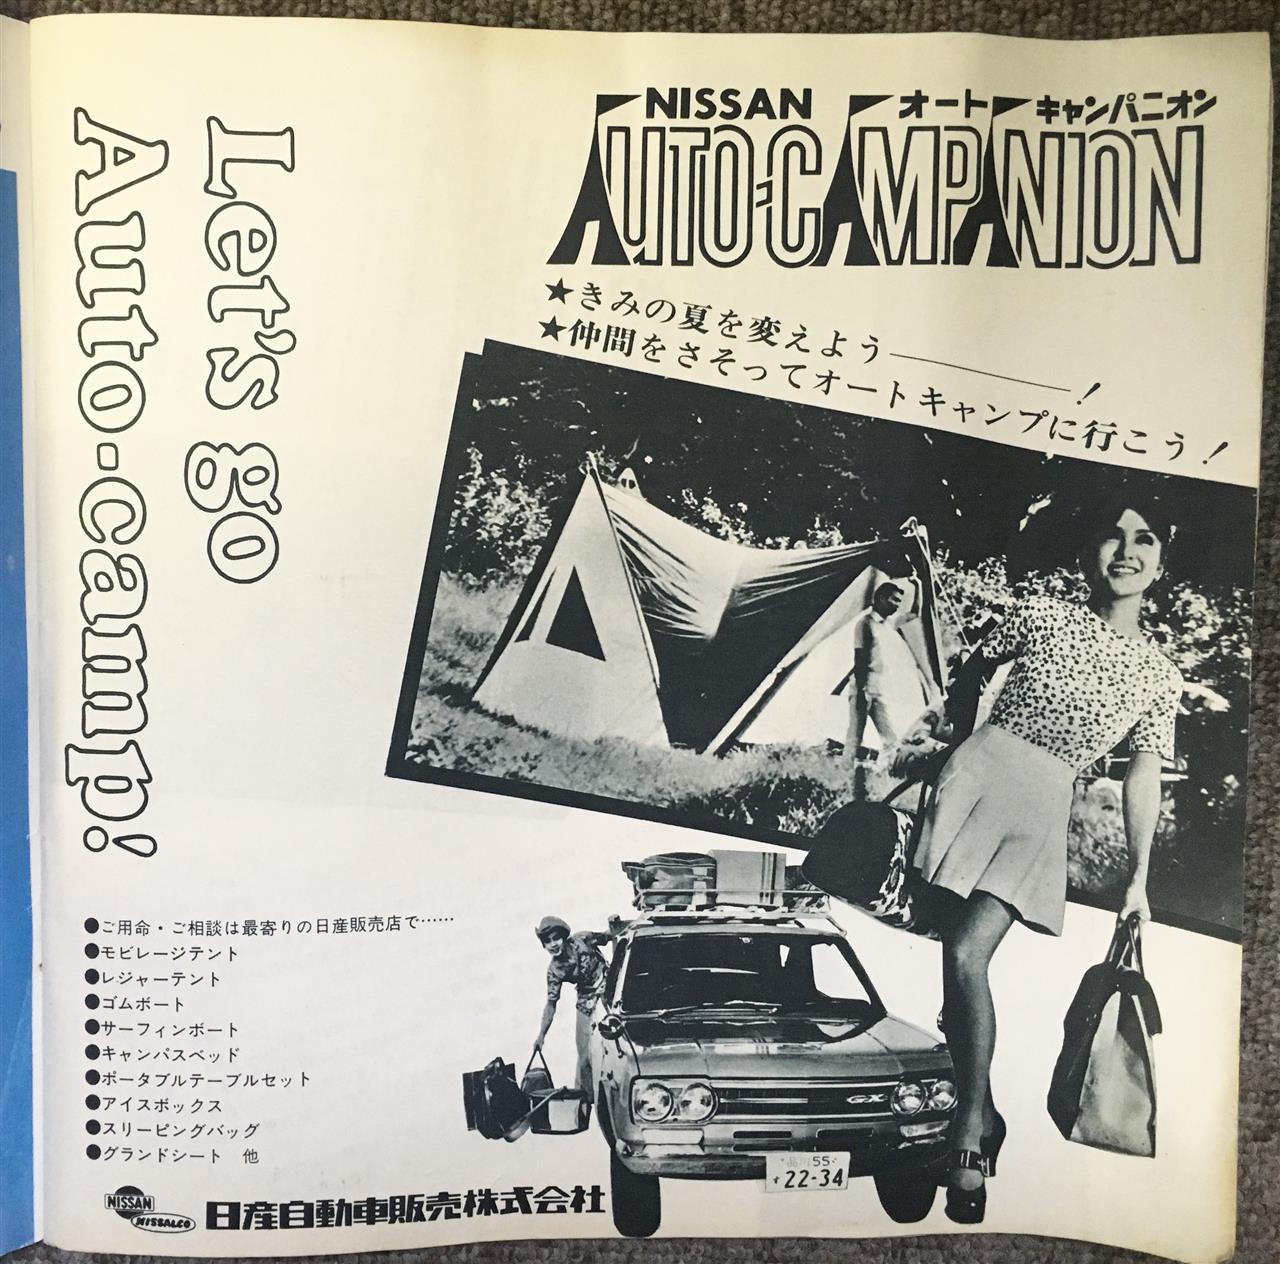 NISSAN オートキャンパニオン
AUTO-CAMPANION
★きみの夏を変えよう――――!
★仲間をさそってオートキャンプに行こう!
Let's go
Auto-camp!
●ご用命・ご相談は最寄りの日産販売店で……
●モビレージテント
●レジャーテント
●ゴムボート
●サーフィンボート
●キャンパスベッド
●ポータブルテーブルセット
●アイスボックス
●スリーピングバッグ
●グランドシート 他
GX
品川55
す 22-34
NISSAN
NISSALCO
日産自動車販売株式会社